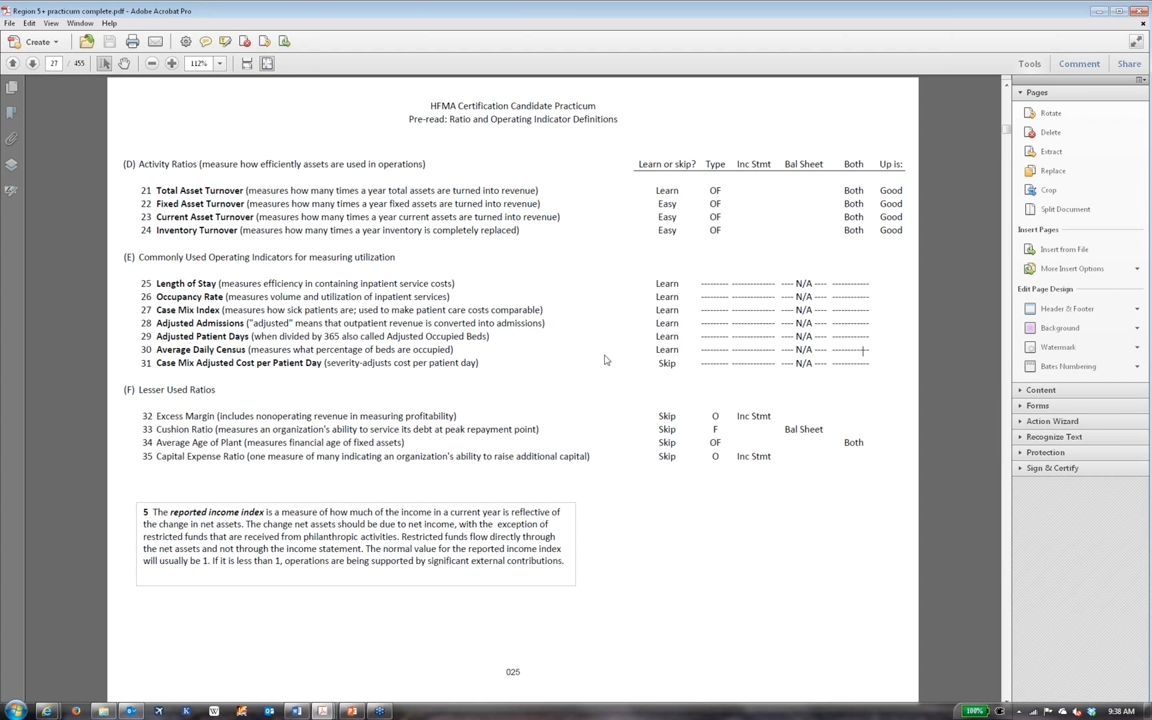 Region 5+ practicum complete.pdf - Adobe Acrobat Pro
File Edit View Window Help
Create
27 / 455 112% Tools Comment Share
HFMA Certification Candidate Practicum
Pre-read: Ratio and Operating Indicator Definitions
(D) Activity Ratios (measure how efficiently assets are used in operations) Learn or skip? Type Inc Stmt Bal Sheet Both Up is:
21 Total Asset Turnover (measures how many times a year total assets are turned into revenue) Learn OF Both Good
22 Fixed Asset Turnover (measures how many times a year fixed assets are turned into revenue) Easy OF Both Good
23 Current Asset Turnover (measures how many times a year current assets are turned into revenue) Easy OF Both Good
24 Inventory Turnover (measures how many times a year inventory is completely replaced) Easy OF Both Good
(E) Commonly Used Operating Indicators for measuring utilization
25 Length of Stay (measures efficiency in containing inpatient service costs) Learn --------- -------------- ---- N/A ---- ------------
26 Occupancy Rate (measures volume and utilization of inpatient services) Learn --------- -------------- ---- N/A ---- ------------
27 Case Mix Index (measures how sick patients are; used to make patient care costs comparable) Learn --------- -------------- ---- N/A ---- ------------
28 Adjusted Admissions ("adjusted" means that outpatient revenue is converted into admissions) Learn --------- -------------- ---- N/A ---- ------------
29 Adjusted Patient Days (when divided by 365 also called Adjusted Occupied Beds) Learn --------- -------------- ---- N/A ---- ------------
30 Average Daily Census (measures what percentage of beds are occupied) Learn --------- -------------- ---- N/A ---- ------------
31 Case Mix Adjusted Cost per Patient Day (severity-adjusts cost per patient day) Skip --------- -------------- ---- N/A ---- ------------
(F) Lesser Used Ratios
32 Excess Margin (includes nonoperating revenue in measuring profitability) Skip O Inc Stmt
33 Cushion Ratio (measures an organization's ability to service its debt at peak repayment point) Skip F Bal Sheet
34 Average Age of Plant (measures financial age of fixed assets) Skip OF Both
35 Capital Expense Ratio (one measure of many indicating an organization's ability to raise additional capital) Skip O Inc Stmt
5 The reported income index is a measure of how much of the income in a current year is reflective of
the change in net assets. The change net assets should be due to net income, with the exception of
restricted funds that are received from philanthropic activities. Restricted funds flow directly through
the net assets and not through the income statement. The normal value for the reported income index
will usually be 1. If it is less than 1, operations are being supported by significant external contributions.
025
Pages
Rotate
Delete
Extract
Replace
Crop
Split Document
Insert Pages
Insert from File
More Insert Options
Edit Page Design
Header & Footer
Background
Watermark
Bates Numbering
Content
Forms
Action Wizard
Recognize Text
Protection
Sign & Certify
100% 9:38 AM